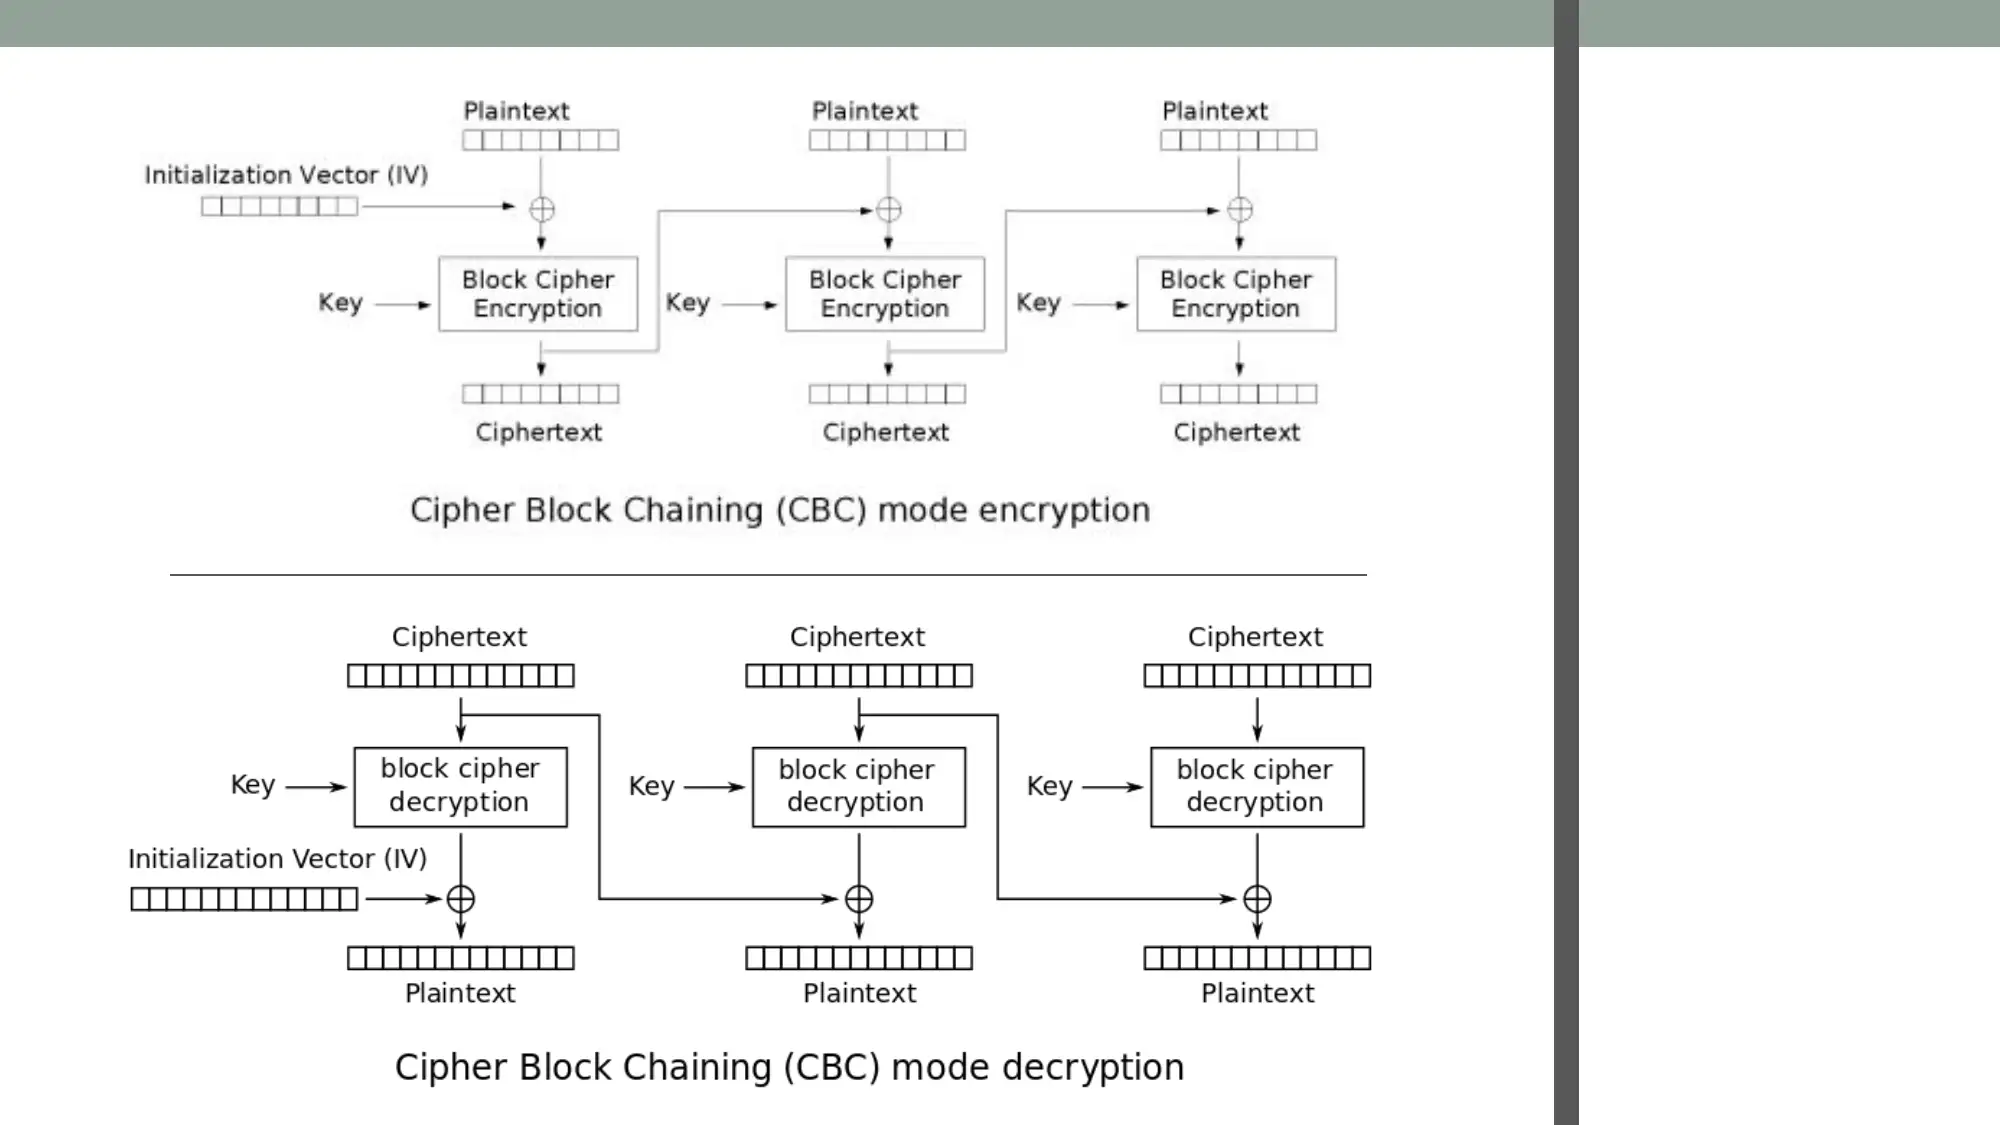 Plaintext
Plaintext
Plaintext
Initialization Vector (IV)
Block Cipher
Encryption
Block Cipher
Encryption
Block Cipher
Encryption
Key
Key
Key
Ciphertext
Ciphertext
Ciphertext
Cipher Block Chaining (CBC) mode encryption
Ciphertext
Ciphertext
Ciphertext
Key
block cipher
decryption
Key
block cipher
decryption
Key
block cipher
decryption
Initialization Vector (IV)
Plaintext
Plaintext
Plaintext
Cipher Block Chaining (CBC) mode decryption